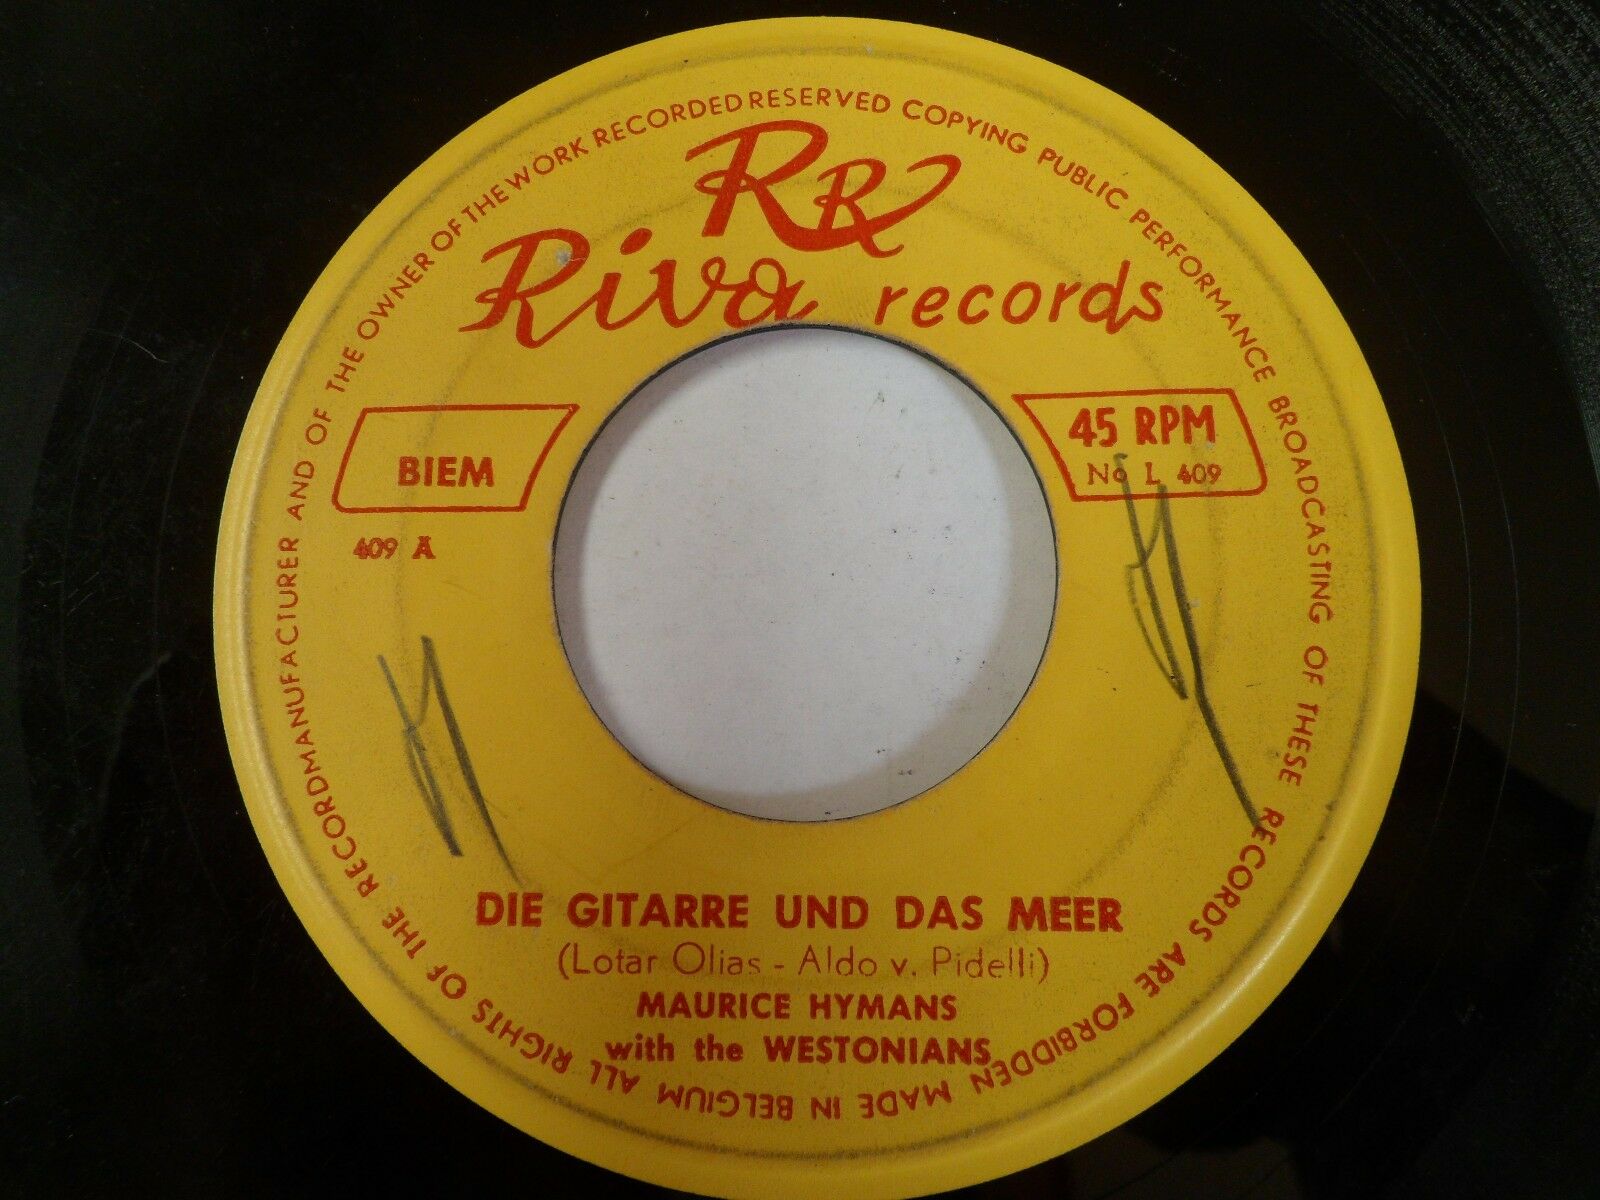 RR
Riva records
BIEM
45 RPM
No L 409
409 A
DIE GITARRE UND DAS MEER
(Lotar Olias - Aldo v. Pidelli)
MAURICE HYMANS
with the WESTONIANS
ALL RIGHTS OF THE RECORDMANUFACTURER AND OF THE OWNER OF THE WORK RECORDED RESERVED COPYING PUBLIC PERFORMANCE BROADCASTING OF THESE RECORDS ARE FORBIDDEN MADE IN BELGIUM